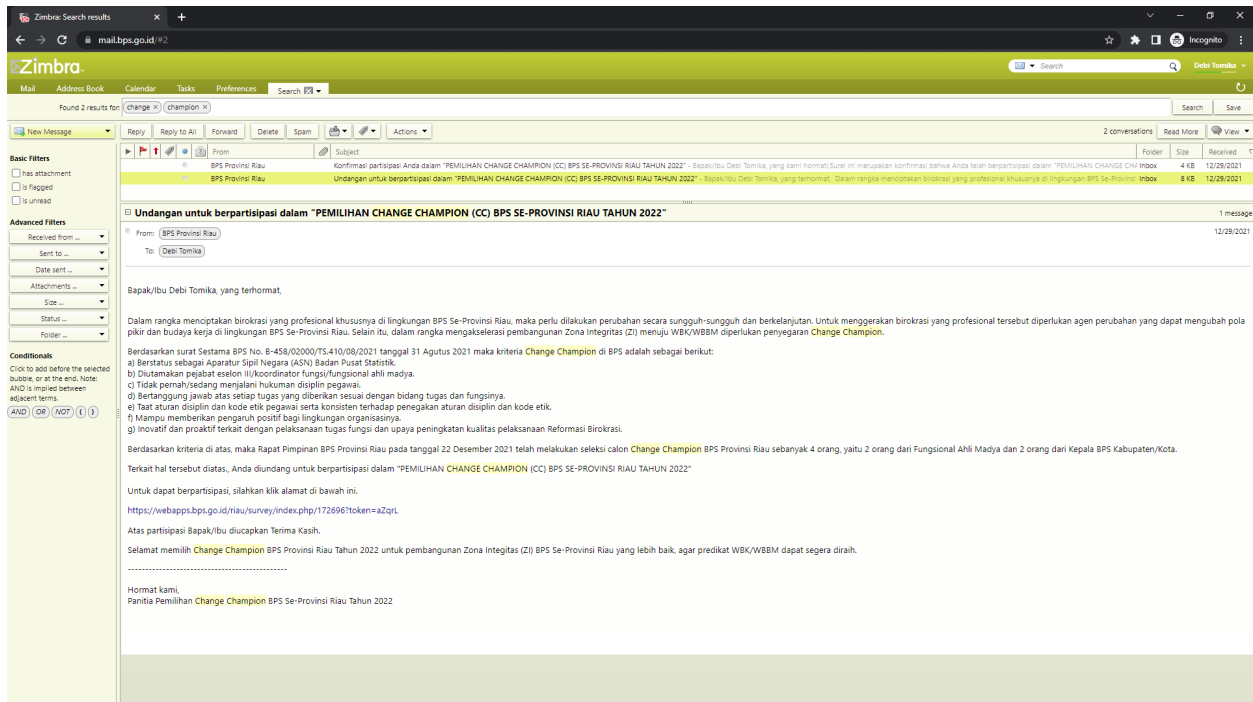 Zimbra: Search results
mail.bps.go.id/#2
Incognito
Zimbra
Search
Debi Tomika
Mail Address Book Calendar Tasks Preferences Search
Found 2 results for: change × champion × Search Save
New Message Reply Reply to All Forward Delete Spam Actions 2 conversations Read More View
From Subject Folder Size Received
BPS Provinsi Riau Konfirmasi partisipasi Anda dalam "PEMILIHAN CHANGE CHAMPION (CC) BPS SE-PROVINSI RIAU TAHUN 2022" - Bapak/Ibu Debi Tomika, yang kami hormati,Surel ini merupakan konfirmasi bahwa Anda telah berpartisipasi dalam "PEMILIHAN CHANGE CHA Inbox 4 KB 12/29/2021
BPS Provinsi Riau Undangan untuk berpartisipasi dalam "PEMILIHAN CHANGE CHAMPION (CC) BPS SE-PROVINSI RIAU TAHUN 2022" - Bapak/Ibu Debi Tomika, yang terhormat, Dalam rangka menciptakan birokrasi yang profesional khususnya di lingkungan BPS Se-Provinsi Inbox 8 KB 12/29/2021
Basic Filters
has attachment
is flagged
is unread
Advanced Filters
Received from ...
Sent to ...
Date sent ...
Attachments ...
Size ...
Status ...
Folder ...
Conditionals
Click to add before the selected
bubble, or at the end. Note:
AND is implied between
adjacent terms.
AND OR NOT ( )
Undangan untuk berpartisipasi dalam "PEMILIHAN CHANGE CHAMPION (CC) BPS SE-PROVINSI RIAU TAHUN 2022" 1 message
From: BPS Provinsi Riau 12/29/2021
To: Debi Tomika
Bapak/Ibu Debi Tomika, yang terhormat,
Dalam rangka menciptakan birokrasi yang profesional khususnya di lingkungan BPS Se-Provinsi Riau, maka perlu dilakukan perubahan secara sungguh-sungguh dan berkelanjutan. Untuk menggerakan birokrasi yang profesional tersebut diperlukan agen perubahan yang dapat mengubah pola
pikir dan budaya kerja di lingkungan BPS Se-Provinsi Riau. Selain itu, dalam rangka mengakselerasi pembangunan Zona Integritas (ZI) menuju WBK/WBBM diperlukan penyegaran Change Champion.
Berdasarkan surat Sestama BPS No. B-458/02000/TS.410/08/2021 tanggal 31 Agutus 2021 maka kriteria Change Champion di BPS adalah sebagai berikut:
a) Berstatus sebagai Aparatur Sipil Negara (ASN) Badan Pusat Statistik.
b) Diutamakan pejabat eselon III/koordinator fungsi/fungsional ahli madya.
c) Tidak pernah/sedang menjalani hukuman disiplin pegawai.
d) Bertanggung jawab atas setiap tugas yang diberikan sesuai dengan bidang tugas dan fungsinya.
e) Taat aturan disiplin dan kode etik pegawai serta konsisten terhadap penegakan aturan disiplin dan kode etik.
f) Mampu memberikan pengaruh positif bagi lingkungan organisasinya.
g) Inovatif dan proaktif terkait dengan pelaksanaan tugas fungsi dan upaya peningkatan kualitas pelaksanaan Reformasi Birokrasi.
Berdasarkan kriteria di atas, maka Rapat Pimpinan BPS Provinsi Riau pada tanggal 22 Desember 2021 telah melakukan seleksi calon Change Champion BPS Provinsi Riau sebanyak 4 orang, yaitu 2 orang dari Fungsional Ahli Madya dan 2 orang dari Kepala BPS Kabupaten/Kota.
Terkait hal tersebut diatas., Anda diundang untuk berpartisipasi dalam "PEMILIHAN CHANGE CHAMPION (CC) BPS SE-PROVINSI RIAU TAHUN 2022"
Untuk dapat berpartisipasi, silahkan klik alamat di bawah ini.
https://webapps.bps.go.id/riau/survey/index.php/172696?token=aZqrL
Atas partisipasi Bapak/Ibu diucapkan Terima Kasih.
Selamat memilih Change Champion BPS Provinsi Riau Tahun 2022 untuk pembangunan Zona Integitas (ZI) BPS Se-Provinsi Riau yang lebih baik, agar predikat WBK/WBBM dapat segera diraih.
----------------------------------------------
Hormat kami,
Panitia Pemilihan Change Champion BPS Se-Provinsi Riau Tahun 2022